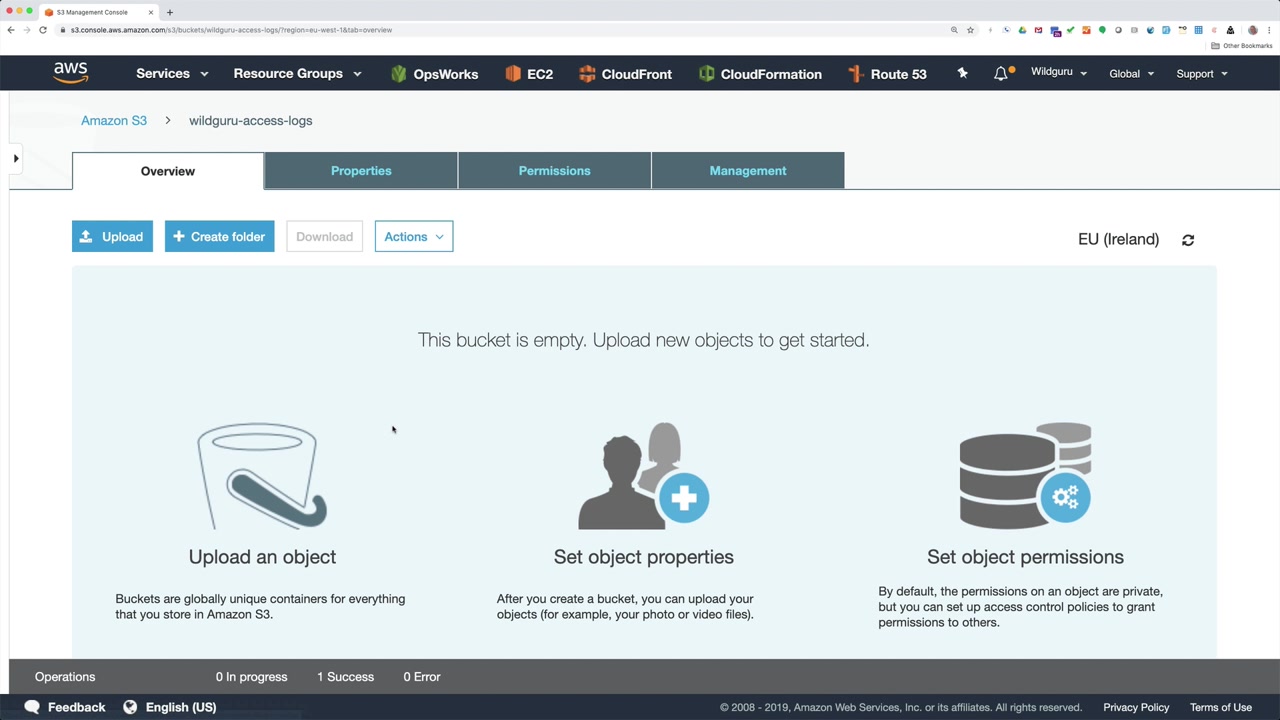 S3 Management Console
s3.console.aws.amazon.com/s3/buckets/wildguru-access-logs/?region=eu-west-1&tab=overview
Other Bookmarks
aws
Services
Resource Groups
OpsWorks
EC2
CloudFront
CloudFormation
Route 53
Wildguru
Global
Support
Amazon S3 > wildguru-access-logs
Overview
Properties
Permissions
Management
Upload
+ Create folder
Download
Actions
EU (Ireland)
This bucket is empty. Upload new objects to get started.
Upload an object
Buckets are globally unique containers for everything
that you store in Amazon S3.
Set object properties
After you create a bucket, you can upload your
objects (for example, your photo or video files).
Set object permissions
By default, the permissions on an object are private,
but you can set up access control policies to grant
permissions to others.
Operations
0 In progress
1 Success
0 Error
Feedback
English (US)
© 2008 - 2019, Amazon Web Services, Inc. or its affiliates. All rights reserved.
Privacy Policy
Terms of Use